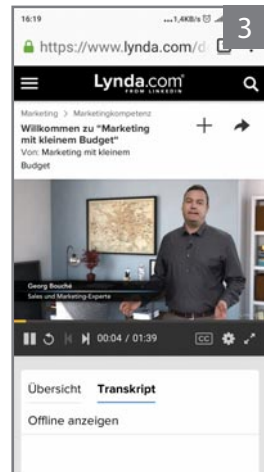 16:19
...1,4KB/s
3
https://www.lynda.com/d
Lynda.com
FROM LINKEDIN
Marketing > Marketingkompetenz
Willkommen zu "Marketing
mit kleinem Budget"
Von: Marketing mit kleinem
Budget
Georg Bouché
Sales und Marketing-Experte
00:04 / 01:39
CC
Übersicht Transkript
Offline anzeigen